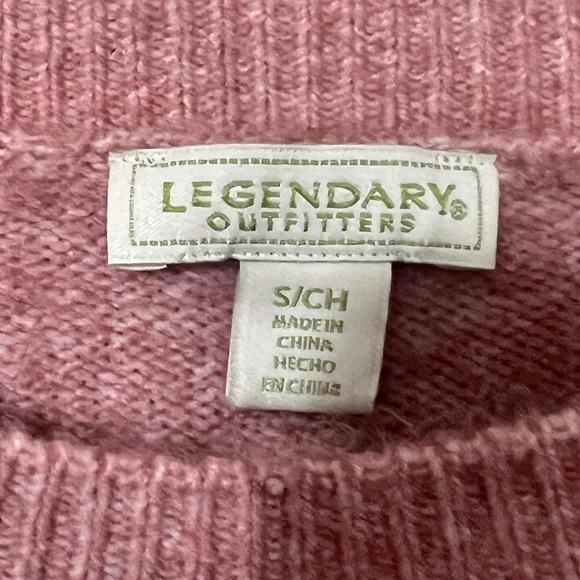 LEGENDARY®
OUTFITTERS
S/CH
MADE IN
CHINA
HECHO
EN CHINA